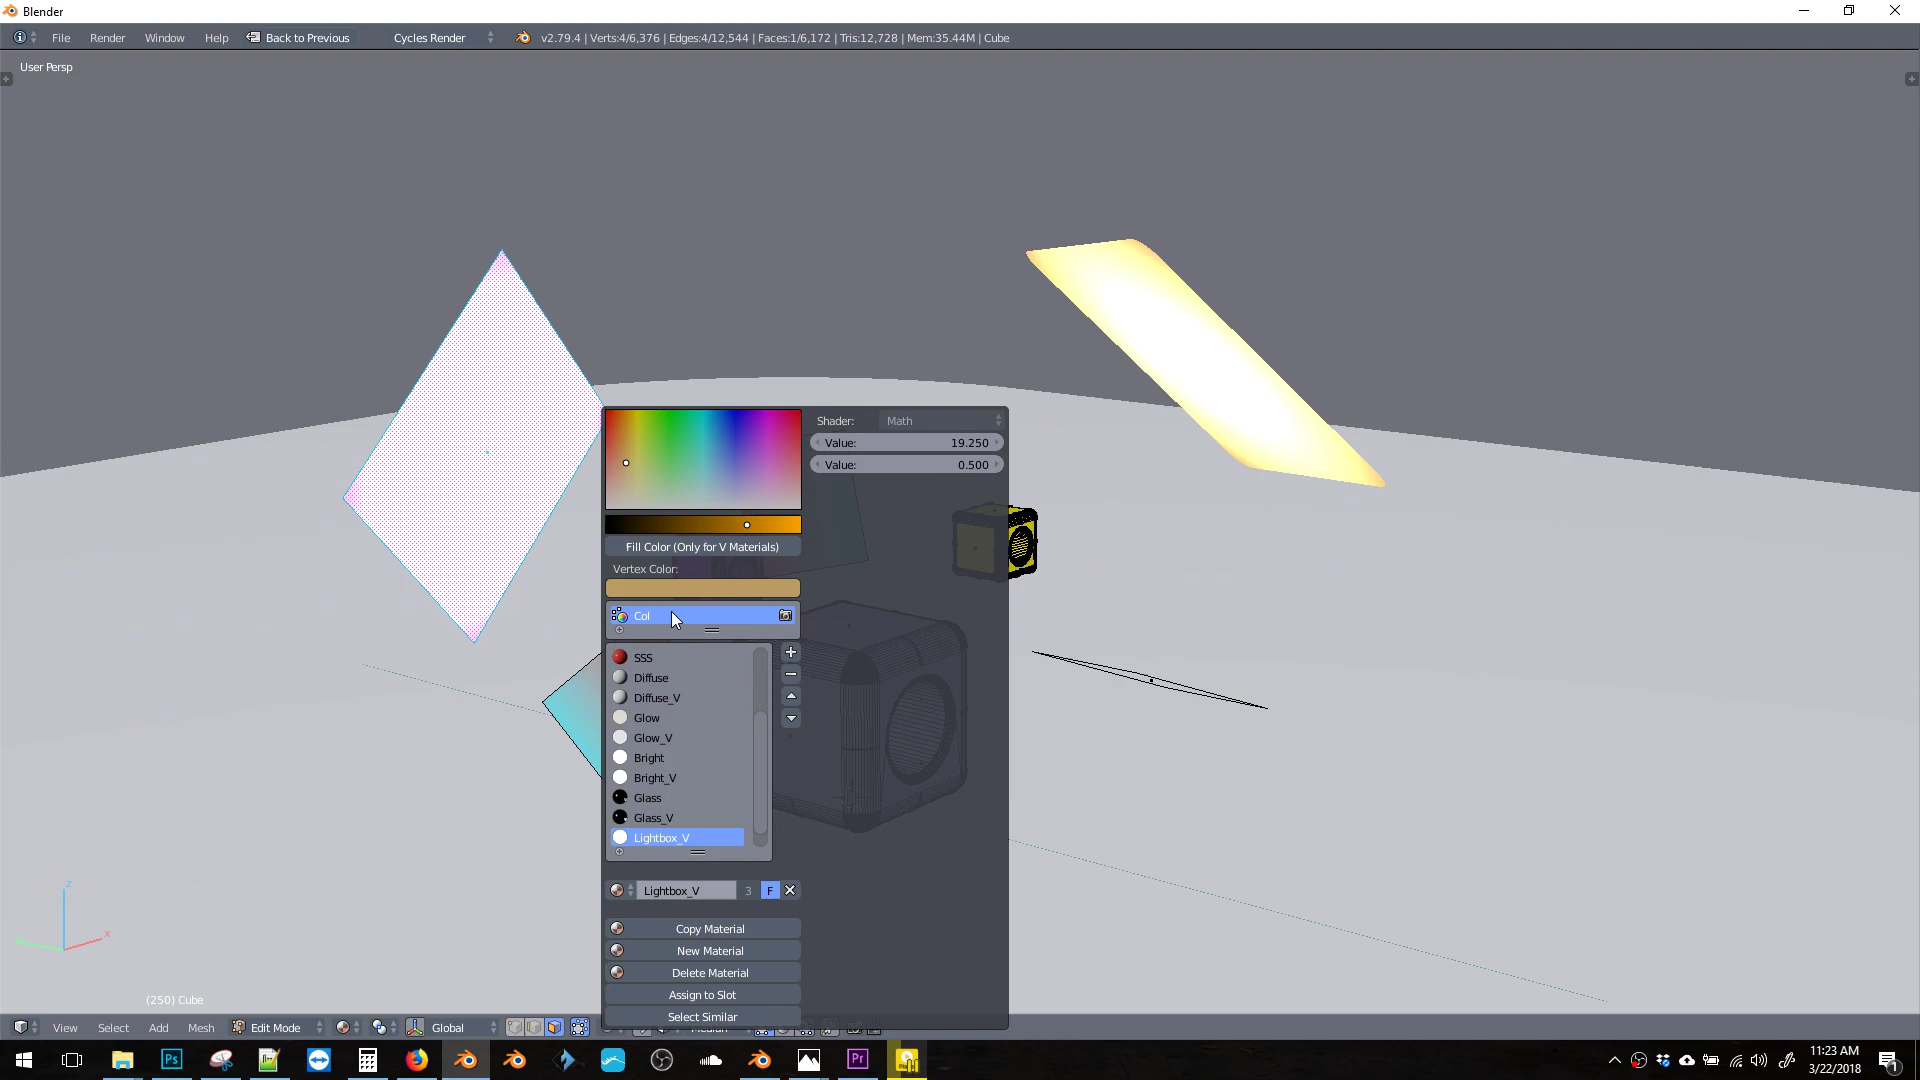 Blender
File Render Window Help Back to Previous Cycles Render v2.79.4 | Verts:4/6,376 | Edges:4/12,544 | Faces:1/6,172 | Tris:12,728 | Mem:35.44M | Cube
User Persp
Shader: Math
Value: 19.250
Value: 0.500
Fill Color (Only for V Materials)
Vertex Color:
Col
SSS
Diffuse
Diffuse_V
Glow
Glow_V
Bright
Bright_V
Glass
Glass_V
Lightbox_V
Lightbox_V 3 F
Copy Material
New Material
Delete Material
Assign to Slot
Select Similar
z
x
(250) Cube
View Select Add Mesh Edit Mode Global Median
Ps Pr
11:23 AM
3/22/2018
1